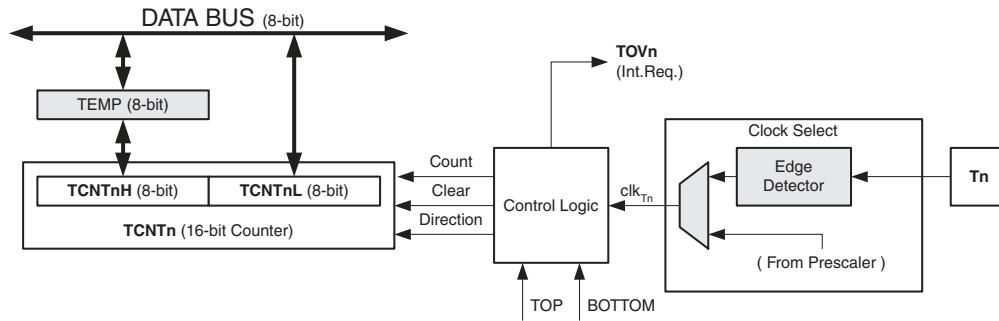 DATA BUS (8-bit)
TOVn
(Int.Req.)
TEMP (8-bit)
Clock Select
Count
Edge
Detector
Tn
TCNTnH (8-bit)
TCNTnL (8-bit)
Clear
Control Logic
clkTn
TCNTn (16-bit Counter)
Direction
( From Prescaler )
TOP
BOTTOM